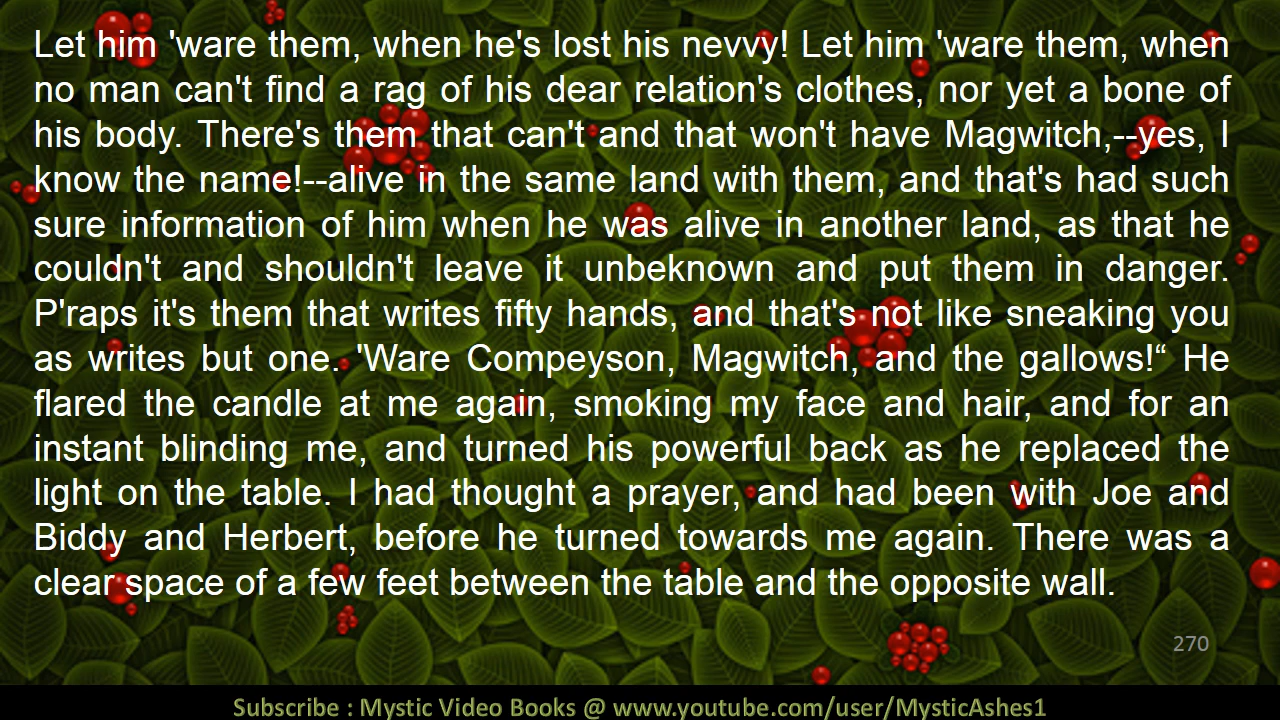 Let him 'ware them, when he's lost his nevvy! Let him 'ware them, when
no man can't find a rag of his dear relation's clothes, nor yet a bone of
his body. There's them that can't and that won't have Magwitch,--yes, I
know the name!--alive in the same land with them, and that's had such
sure information of him when he was alive in another land, as that he
couldn't and shouldn't leave it unbeknown and put them in danger.
P'raps it's them that writes fifty hands, and that's not like sneaking you
as writes but one. 'Ware Compeyson, Magwitch, and the gallows!“ He
flared the candle at me again, smoking my face and hair, and for an
instant blinding me, and turned his powerful back as he replaced the
light on the table. I had thought a prayer, and had been with Joe and
Biddy and Herbert, before he turned towards me again. There was a
clear space of a few feet between the table and the opposite wall.
270
Subscribe : Mystic Video Books @ www.youtube.com/user/MysticAshes1